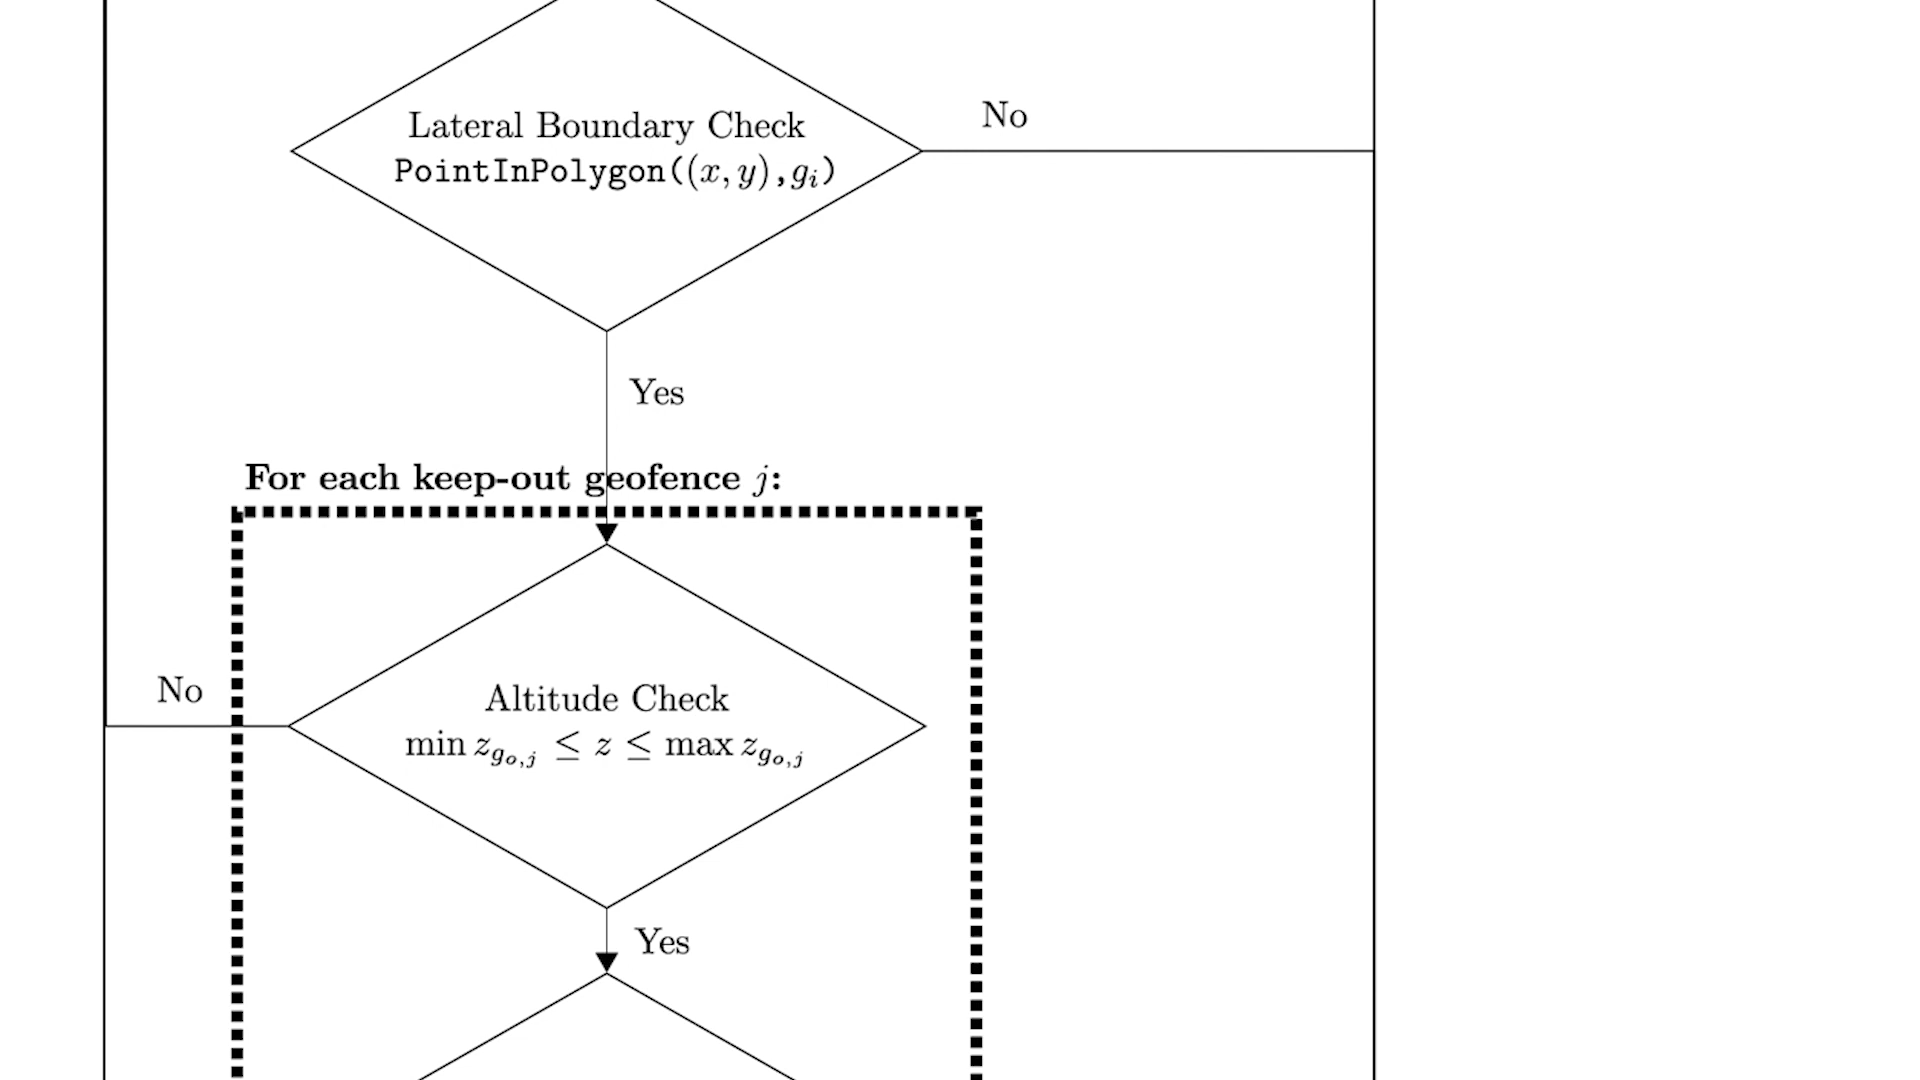 Lateral Boundary Check
No
PointInPolygon((x, y),gᵢ)
Yes
For each keep-out geofence j:
No
Altitude Check
min z_{g_{o,j}} ≤ z ≤ max z_{g_{o,j}}
Yes